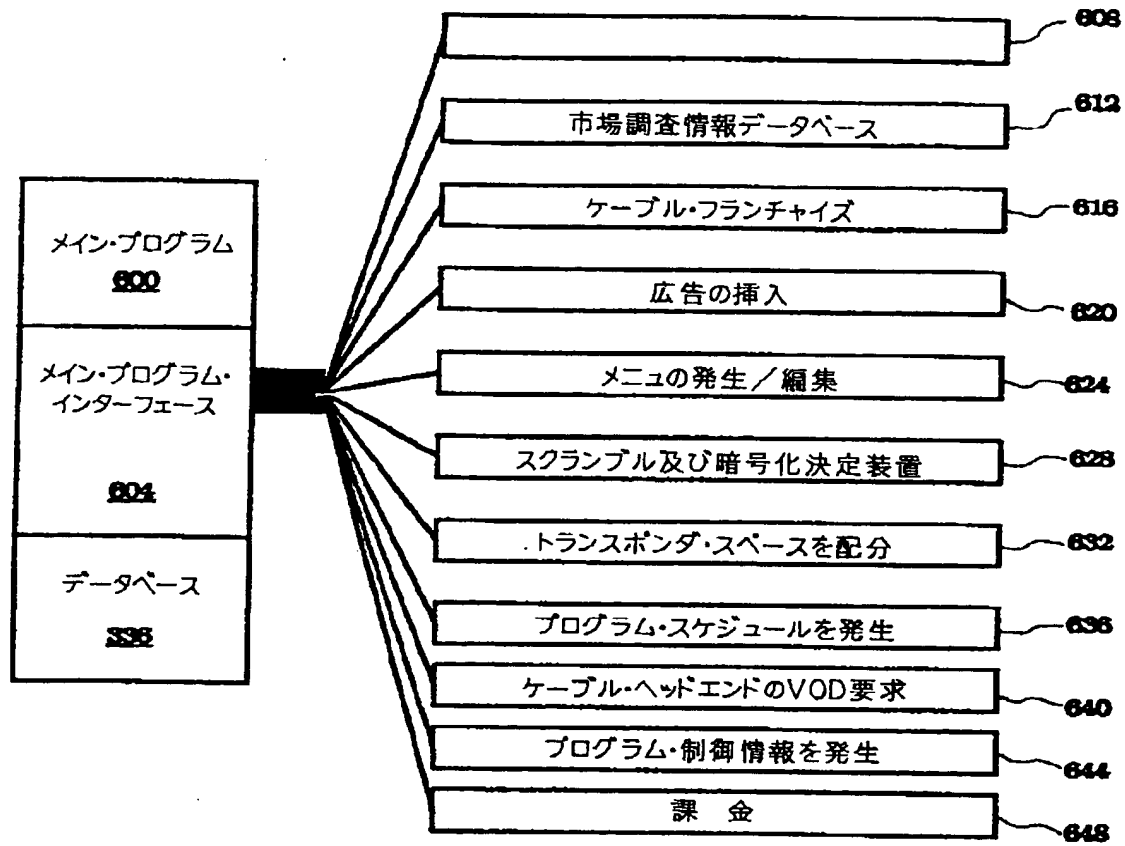 608
市場調査情報データベース
612
ケーブル・フランチャイズ
616
広告の挿入
620
メニュの発生／編集
624
スクランブル及び暗号化決定装置
628
トランスポンダ・スペースを配分
632
プログラム・スケジュールを発生
636
ケーブル・ヘッドエンドのVOD要求
640
プログラム・制御情報を発生
644
課 金
648
メイン・プログラム
600
メイン・プログラム・
インターフェース
604
データベース
336